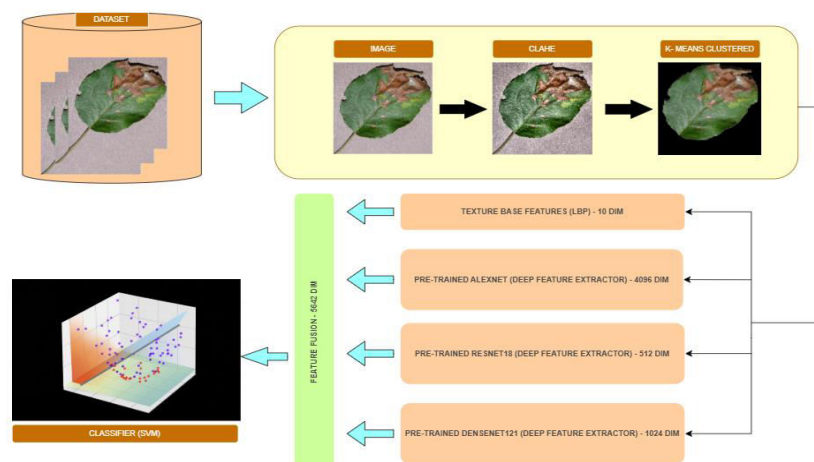 DATASET
IMAGE
CLAHE
K- MEANS CLUSTERED
TEXTURE BASE FEATURES (LBP) - 10 DIM
PRE-TRAINED ALEXNET (DEEP FEATURE EXTRACTOR) - 4096 DIM
PRE-TRAINED RESNET18 (DEEP FEATURE EXTRACTOR) - 512 DIM
PRE-TRAINED DENSENET121 (DEEP FEATURE EXTRACTOR) - 1024 DIM
FEATURE FUSION - 5642 DIM
CLASSIFIER (SVM)